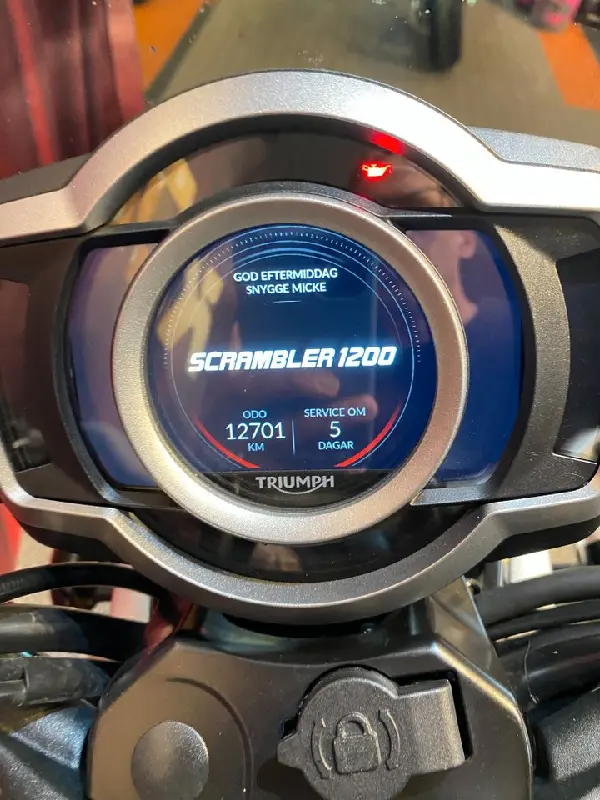 GOD EFTERMIDDAG
SNYGGE MICKE
SCRAMBLER 1200
ODO
12701
KM
SERVICE OM
5
DAGAR
TRIUMPH